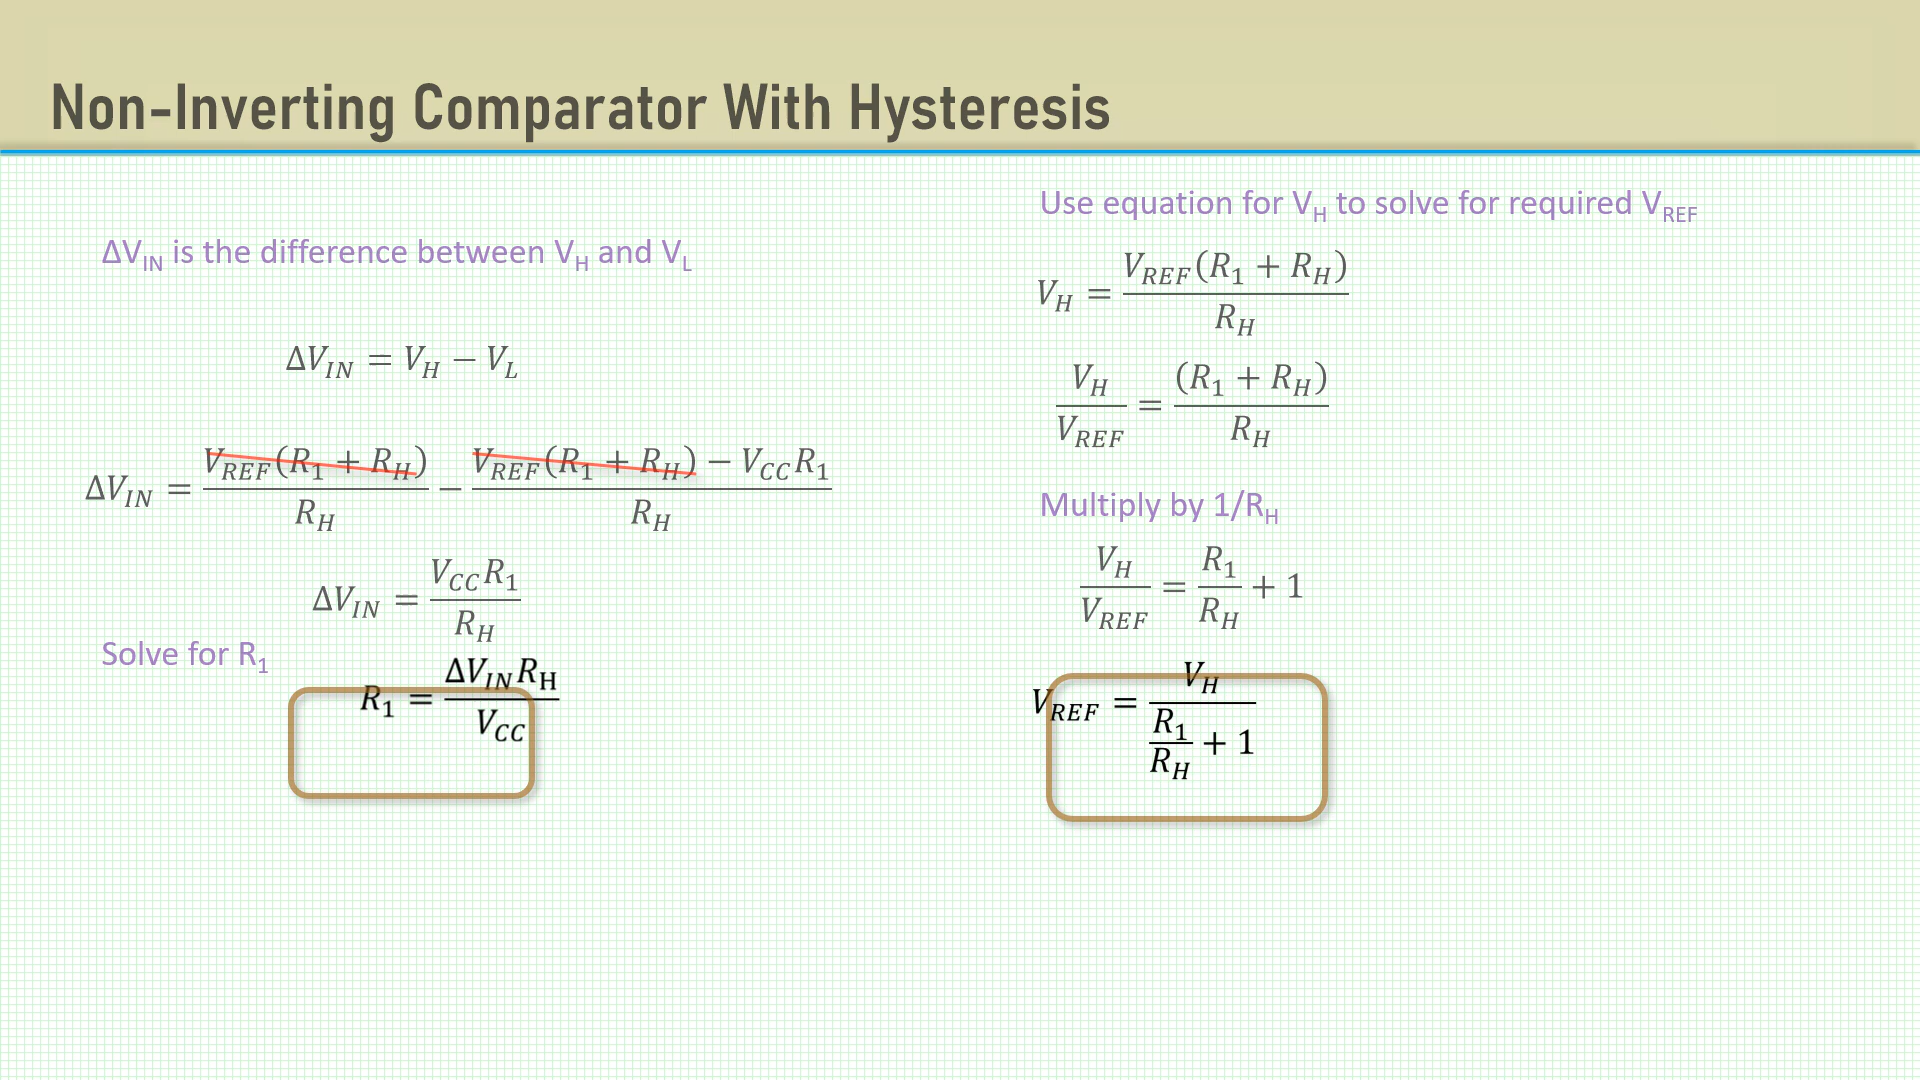 Non-Inverting Comparator With Hysteresis
ΔV_IN is the difference between V_H and V_L
ΔV_IN = V_H − V_L
ΔV_IN = V_REF(R_1 + R_H)/R_H − (V_REF(R_1 + R_H) − V_CC R_1)/R_H
ΔV_IN = V_CC R_1/R_H
Solve for R_1
R_1 = ΔV_IN R_H/V_CC
Use equation for V_H to solve for required V_REF
V_H = V_REF(R_1 + R_H)/R_H
V_H/V_REF = (R_1 + R_H)/R_H
Multiply by 1/R_H
V_H/V_REF = R_1/R_H + 1
V_REF = V_H/(R_1/R_H + 1)